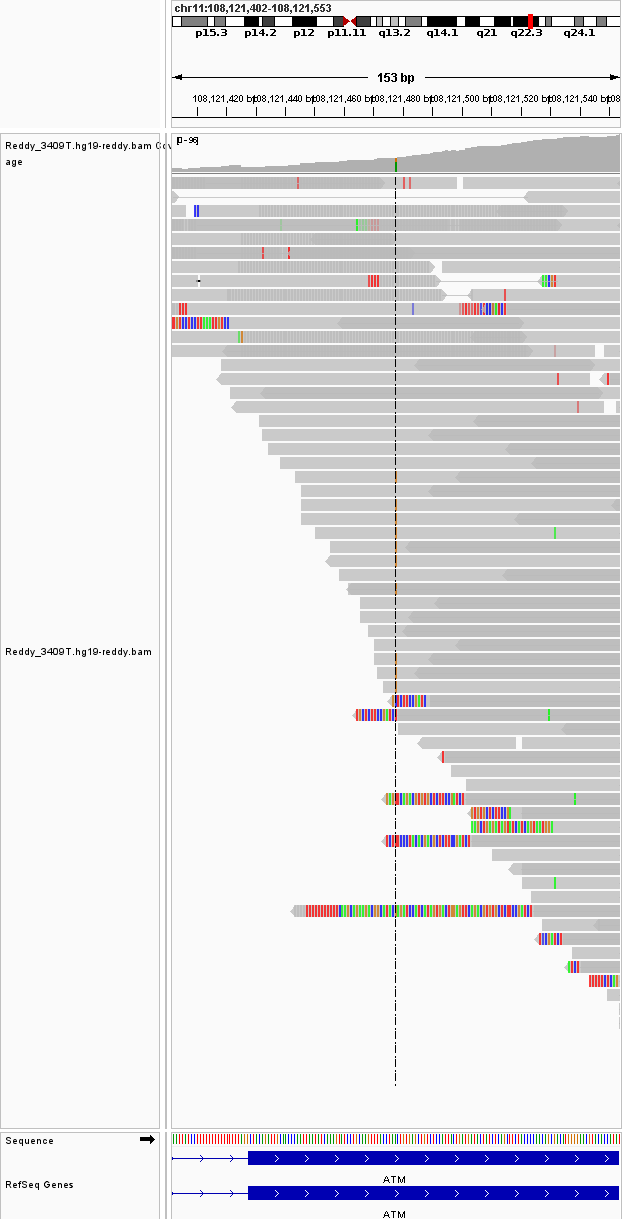 chr11:108,121,402-108,121,553
p15.3 p14.2 p12 p11.11 q13.2 q14.1 q21 q22.3 q24.1
153 bp
108,121,420 bp 108,121,440 bp 108,121,460 bp 108,121,480 bp 108,121,500 bp 108,121,520 bp 108,121,540 bp
Reddy_3409T.hg19-reddy.bam Cov
age
[0-96]
Reddy_3409T.hg19-reddy.bam
Sequence
ATM
RefSeq Genes
ATM